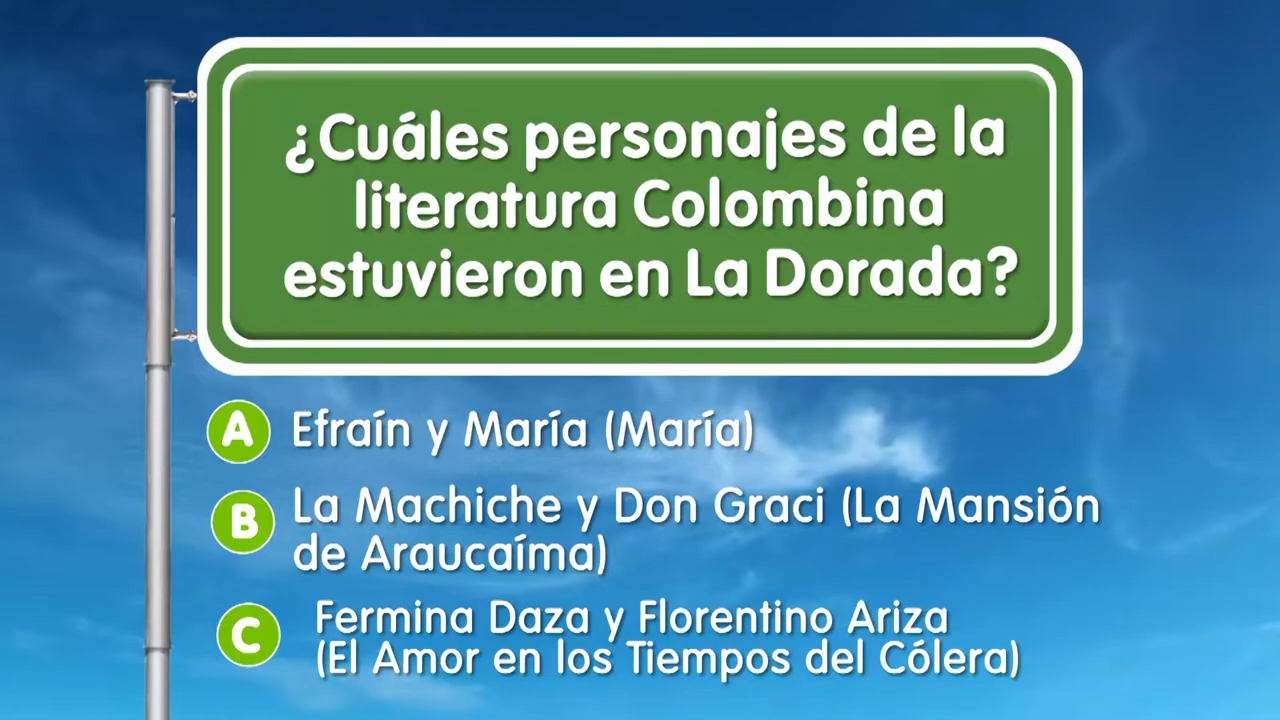 ¿Cuáles personajes de la
literatura Colombina
estuvieron en La Dorada?
A Efraín y María (María)
B La Machiche y Don Graci (La Mansión
de Araucaíma)
C Fermina Daza y Florentino Ariza
(El Amor en los Tiempos del Cólera)